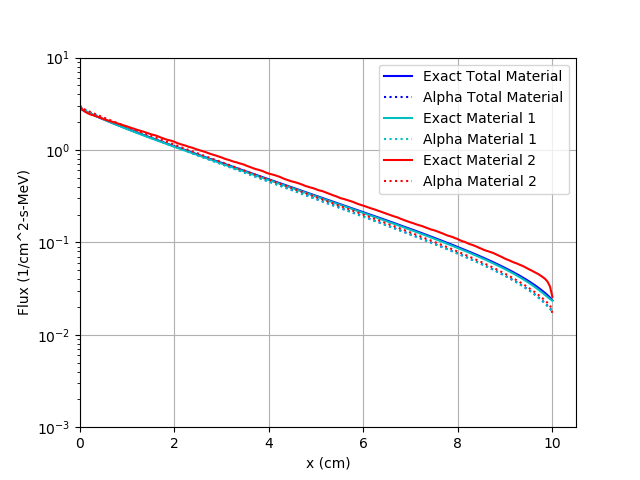 Exact Total Material
Alpha Total Material
Exact Material 1
Alpha Material 1
Exact Material 2
Alpha Material 2
Flux (1/cm^2-s-MeV)
10^1
10^0
10^−1
10^−2
10^−3
0 2 4 6 8 10
x (cm)